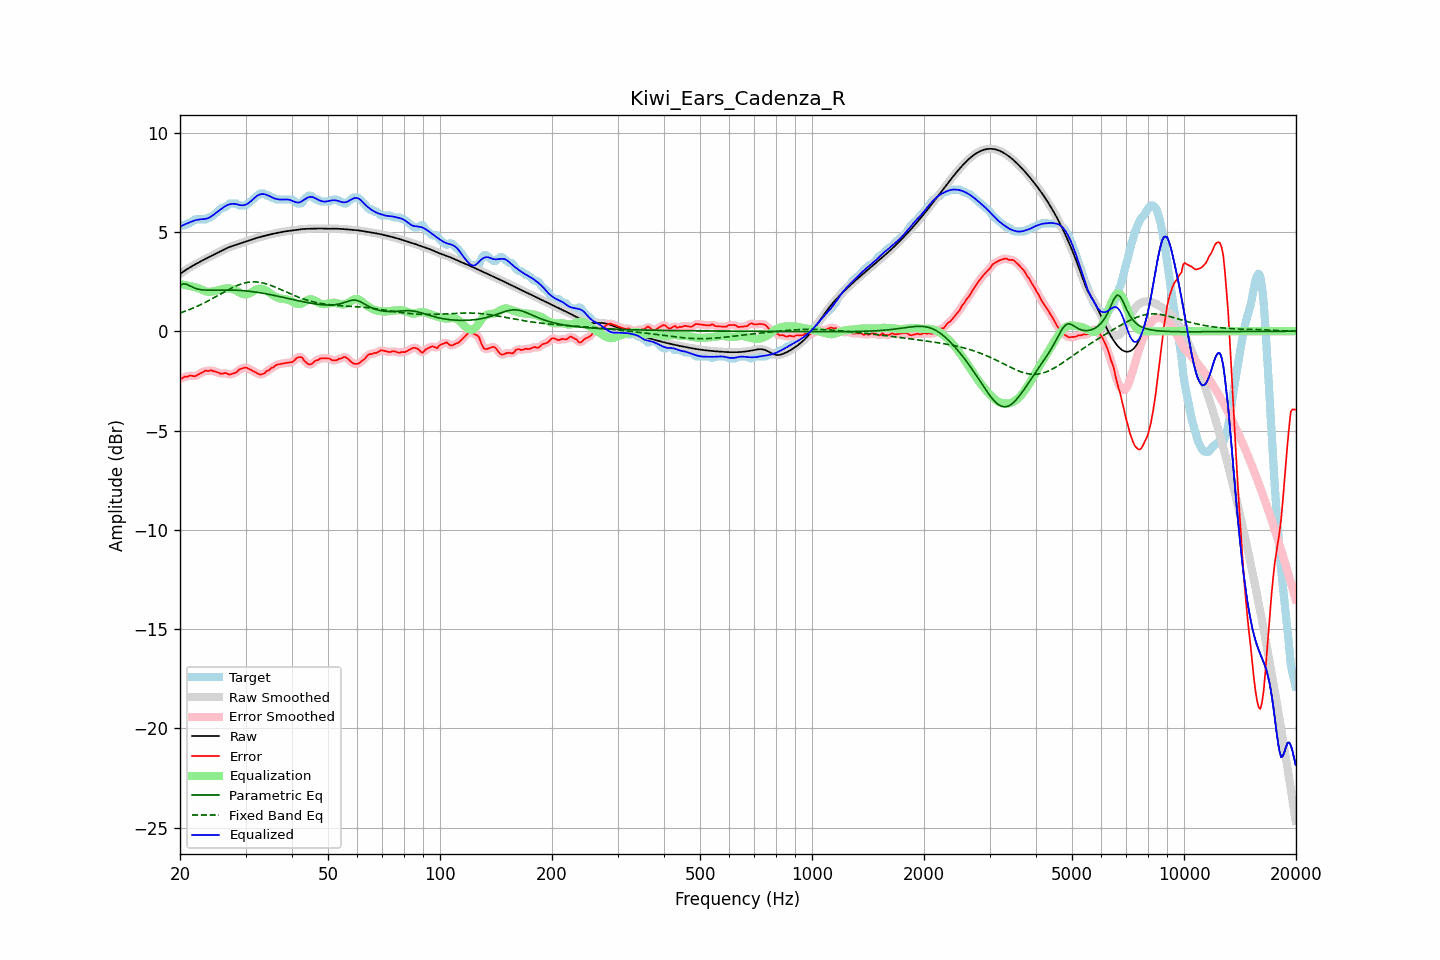 Kiwi_Ears_Cadenza_R
10
5
0
−5
−10
−15
−20
−25
Amplitude (dBr)
Target
Raw Smoothed
Error Smoothed
Raw
Error
Equalization
Parametric Eq
Fixed Band Eq
Equalized
20 50 100 200 500 1000 2000 5000 10000 20000
Frequency (Hz)